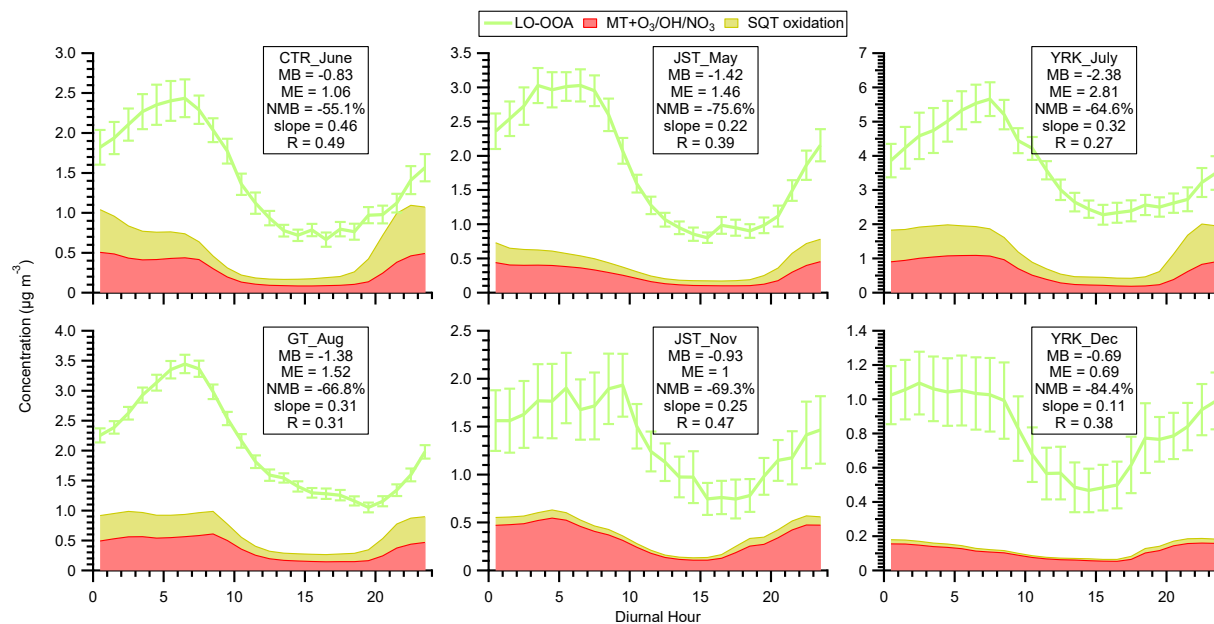 LO-OOA MT+O₃/OH/NO₃ SQT oxidation
Concentration (µg m⁻³)
3.0
2.5
2.0
1.5
1.0
0.5
0
CTR_June
MB = -0.83
ME = 1.06
NMB = -55.1%
slope = 0.46
R = 0.49
3.5
3.0
2.5
2.0
1.5
1.0
0.5
0
JST_May
MB = -1.42
ME = 1.46
NMB = -75.6%
slope = 0.22
R = 0.39
7
6
5
4
3
2
1
0
YRK_July
MB = -2.38
ME = 2.81
NMB = -64.6%
slope = 0.32
R = 0.27
4.0
3.5
3.0
2.5
2.0
1.5
1.0
0.5
0
GT_Aug
MB = -1.38
ME = 1.52
NMB = -66.8%
slope = 0.31
R = 0.31
0 5 10 15 20
2.5
2.0
1.5
1.0
0.5
0
JST_Nov
MB = -0.93
ME = 1
NMB = -69.3%
slope = 0.25
R = 0.47
0 5 10 15 20
1.4
1.2
1.0
0.8
0.6
0.4
0.2
0
YRK_Dec
MB = -0.69
ME = 0.69
NMB = -84.4%
slope = 0.11
R = 0.38
0 5 10 15 20
Diurnal Hour